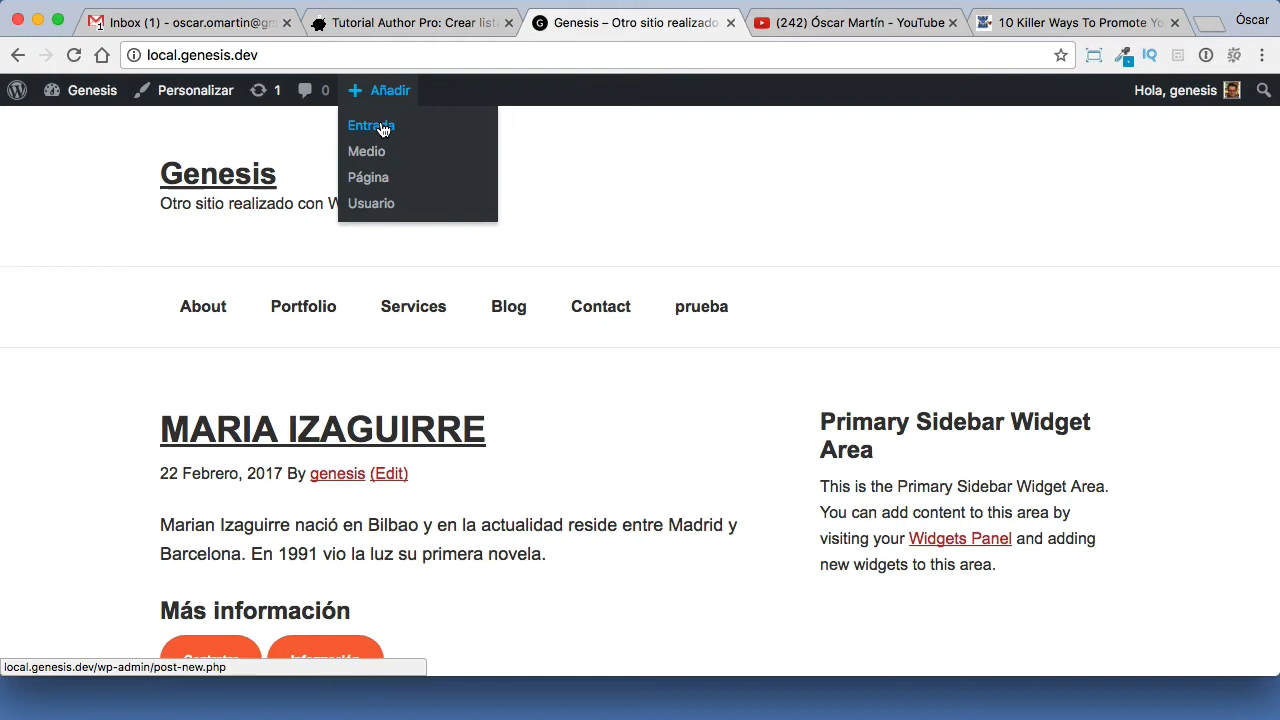 Inbox (1) - oscar.omartin@gm
Tutorial Author Pro: Crear lista
Genesis – Otro sitio realizado
(242) Óscar Martín - YouTube
10 Killer Ways To Promote Yo
Óscar
local.genesis.dev
Genesis
Personalizar
1
0
Añadir
Hola, genesis
Entrada
Medio
Página
Usuario
Genesis
Otro sitio realizado con W
About
Portfolio
Services
Blog
Contact
prueba
MARIA IZAGUIRRE
22 Febrero, 2017 By genesis (Edit)
Marian Izaguirre nació en Bilbao y en la actualidad reside entre Madrid y
Barcelona. En 1991 vio la luz su primera novela.
Más información
Primary Sidebar Widget
Area
This is the Primary Sidebar Widget Area.
You can add content to this area by
visiting your Widgets Panel and adding
new widgets to this area.
local.genesis.dev/wp-admin/post-new.php